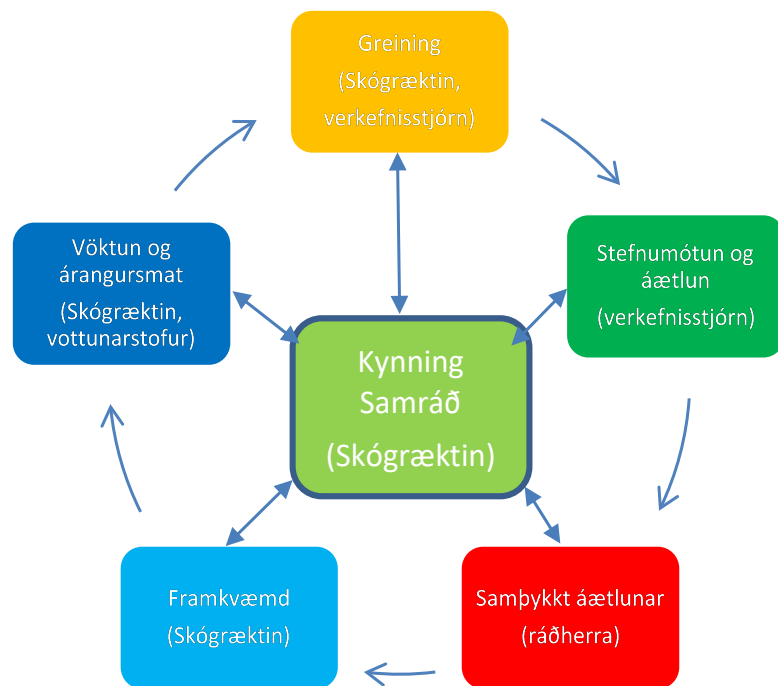 Greining
(Skógræktin,
verkefnisstjórn)
Stefnumótun og
áætlun
(verkefnisstjórn)
Vöktun og
árangursmat
(Skógræktin,
vottunarstofur)
Kynning
Samráð
(Skógræktin)
Framkvæmd
(Skógræktin)
Samþykkt áætlunar
(ráðherra)